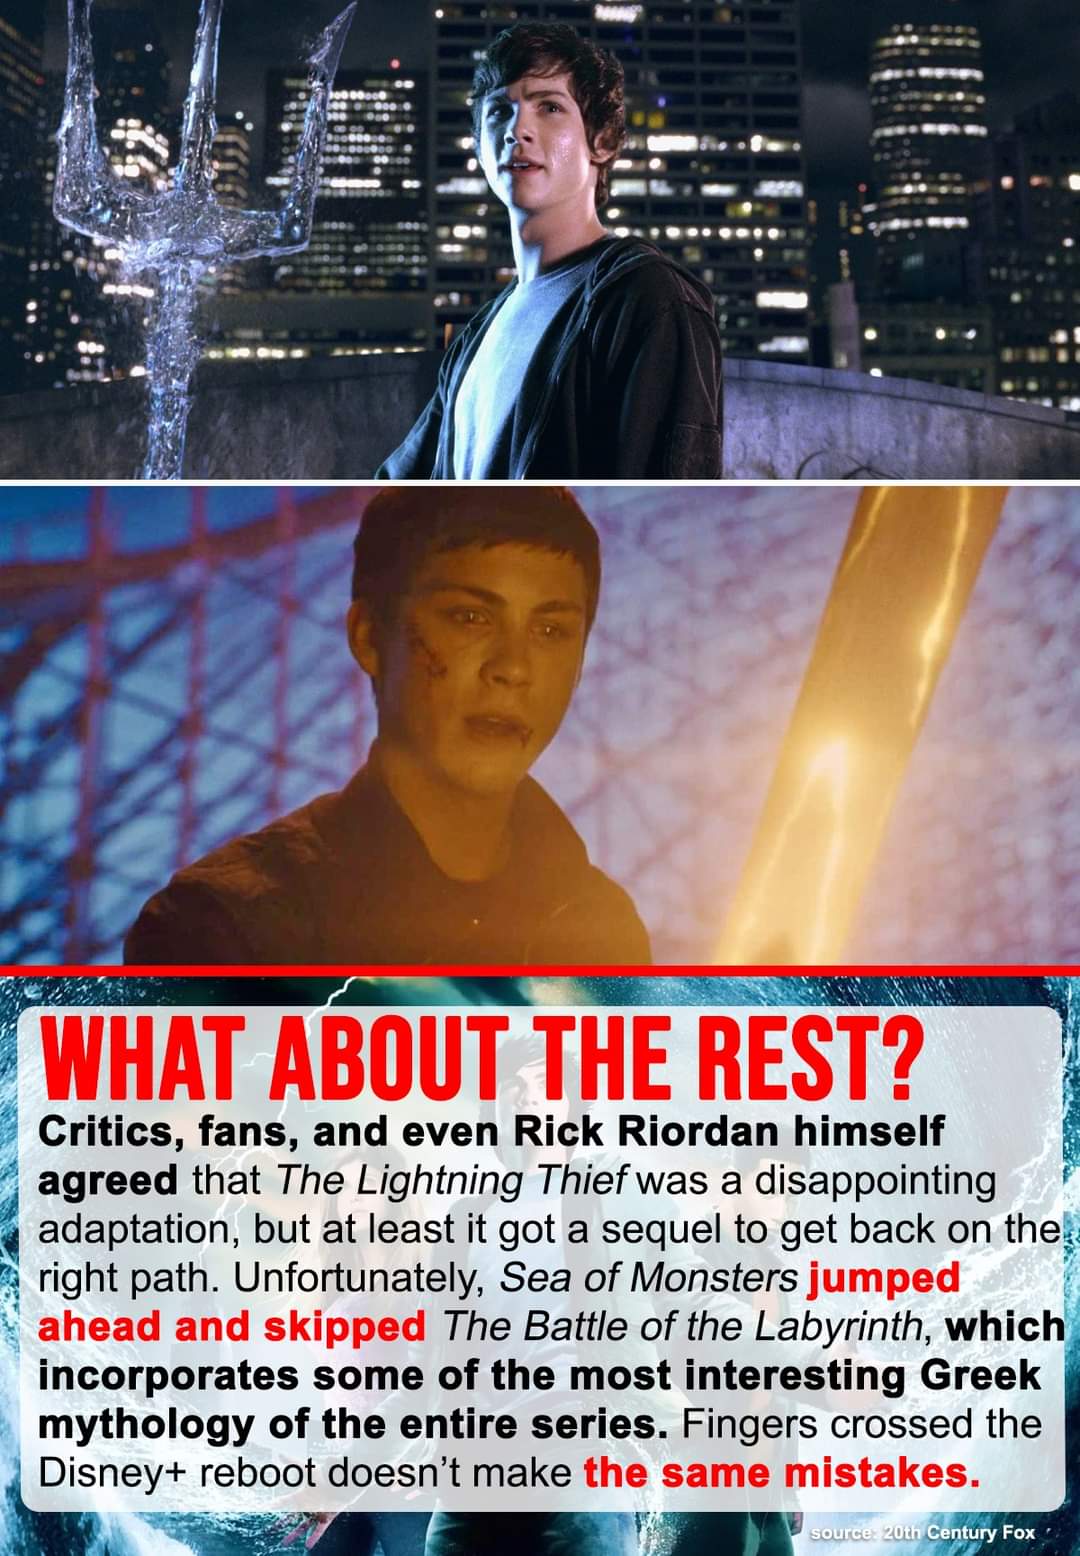 WHAT ABOUT THE REST?
Critics, fans, and even Rick Riordan himself
agreed that The Lightning Thief was a disappointing
adaptation, but at least it got a sequel to get back on the
right path. Unfortunately, Sea of Monsters jumped
ahead and skipped The Battle of the Labyrinth, which
incorporates some of the most interesting Greek
mythology of the entire series. Fingers crossed the
Disney+ reboot doesn't make the same mistakes.
source: 20th Century Fox